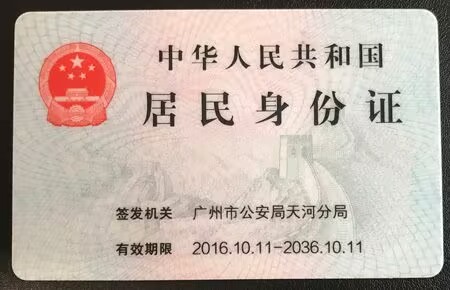 中华人民共和国
居民身份证
签发机关 广州市公安局天河分局
有效期限 2016.10.11-2036.10.11